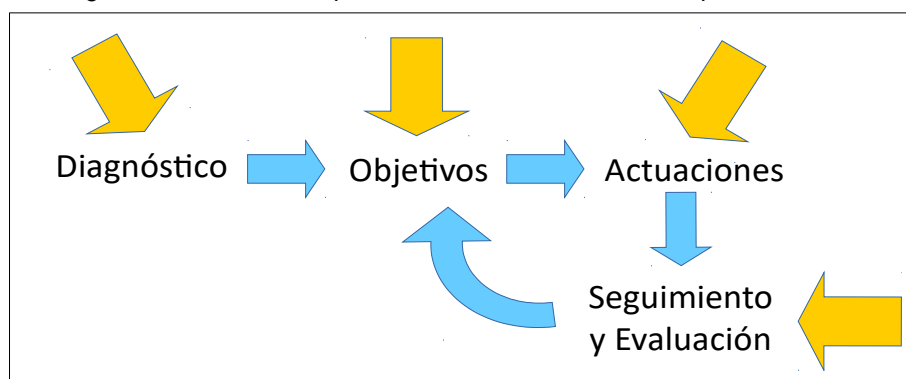 Diagnóstico
Objetivos
Actuaciones
Seguimiento
y Evaluación